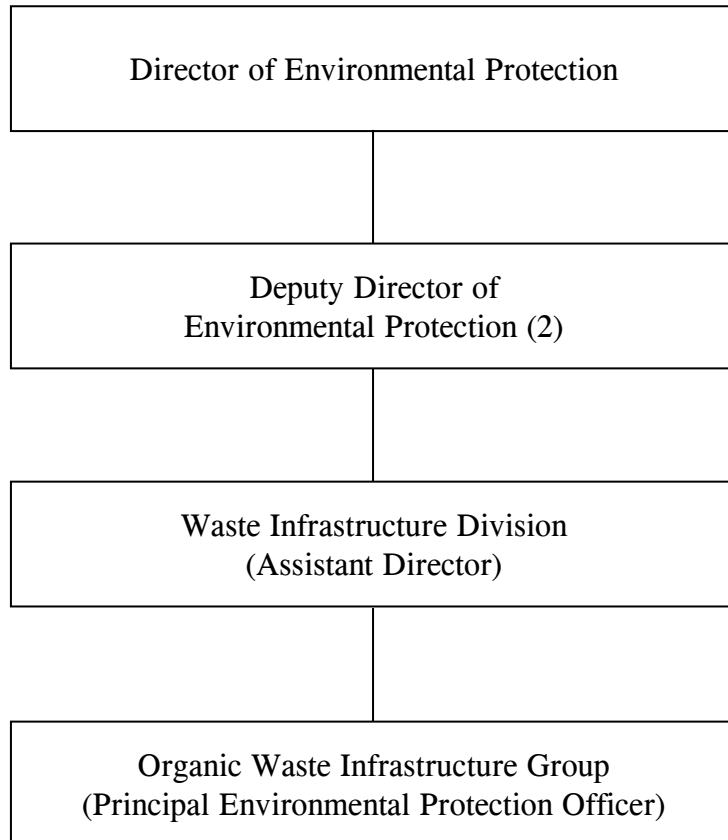 Director of Environmental Protection
Deputy Director of
Environmental Protection (2)
Waste Infrastructure Division
(Assistant Director)
Organic Waste Infrastructure Group
(Principal Environmental Protection Officer)